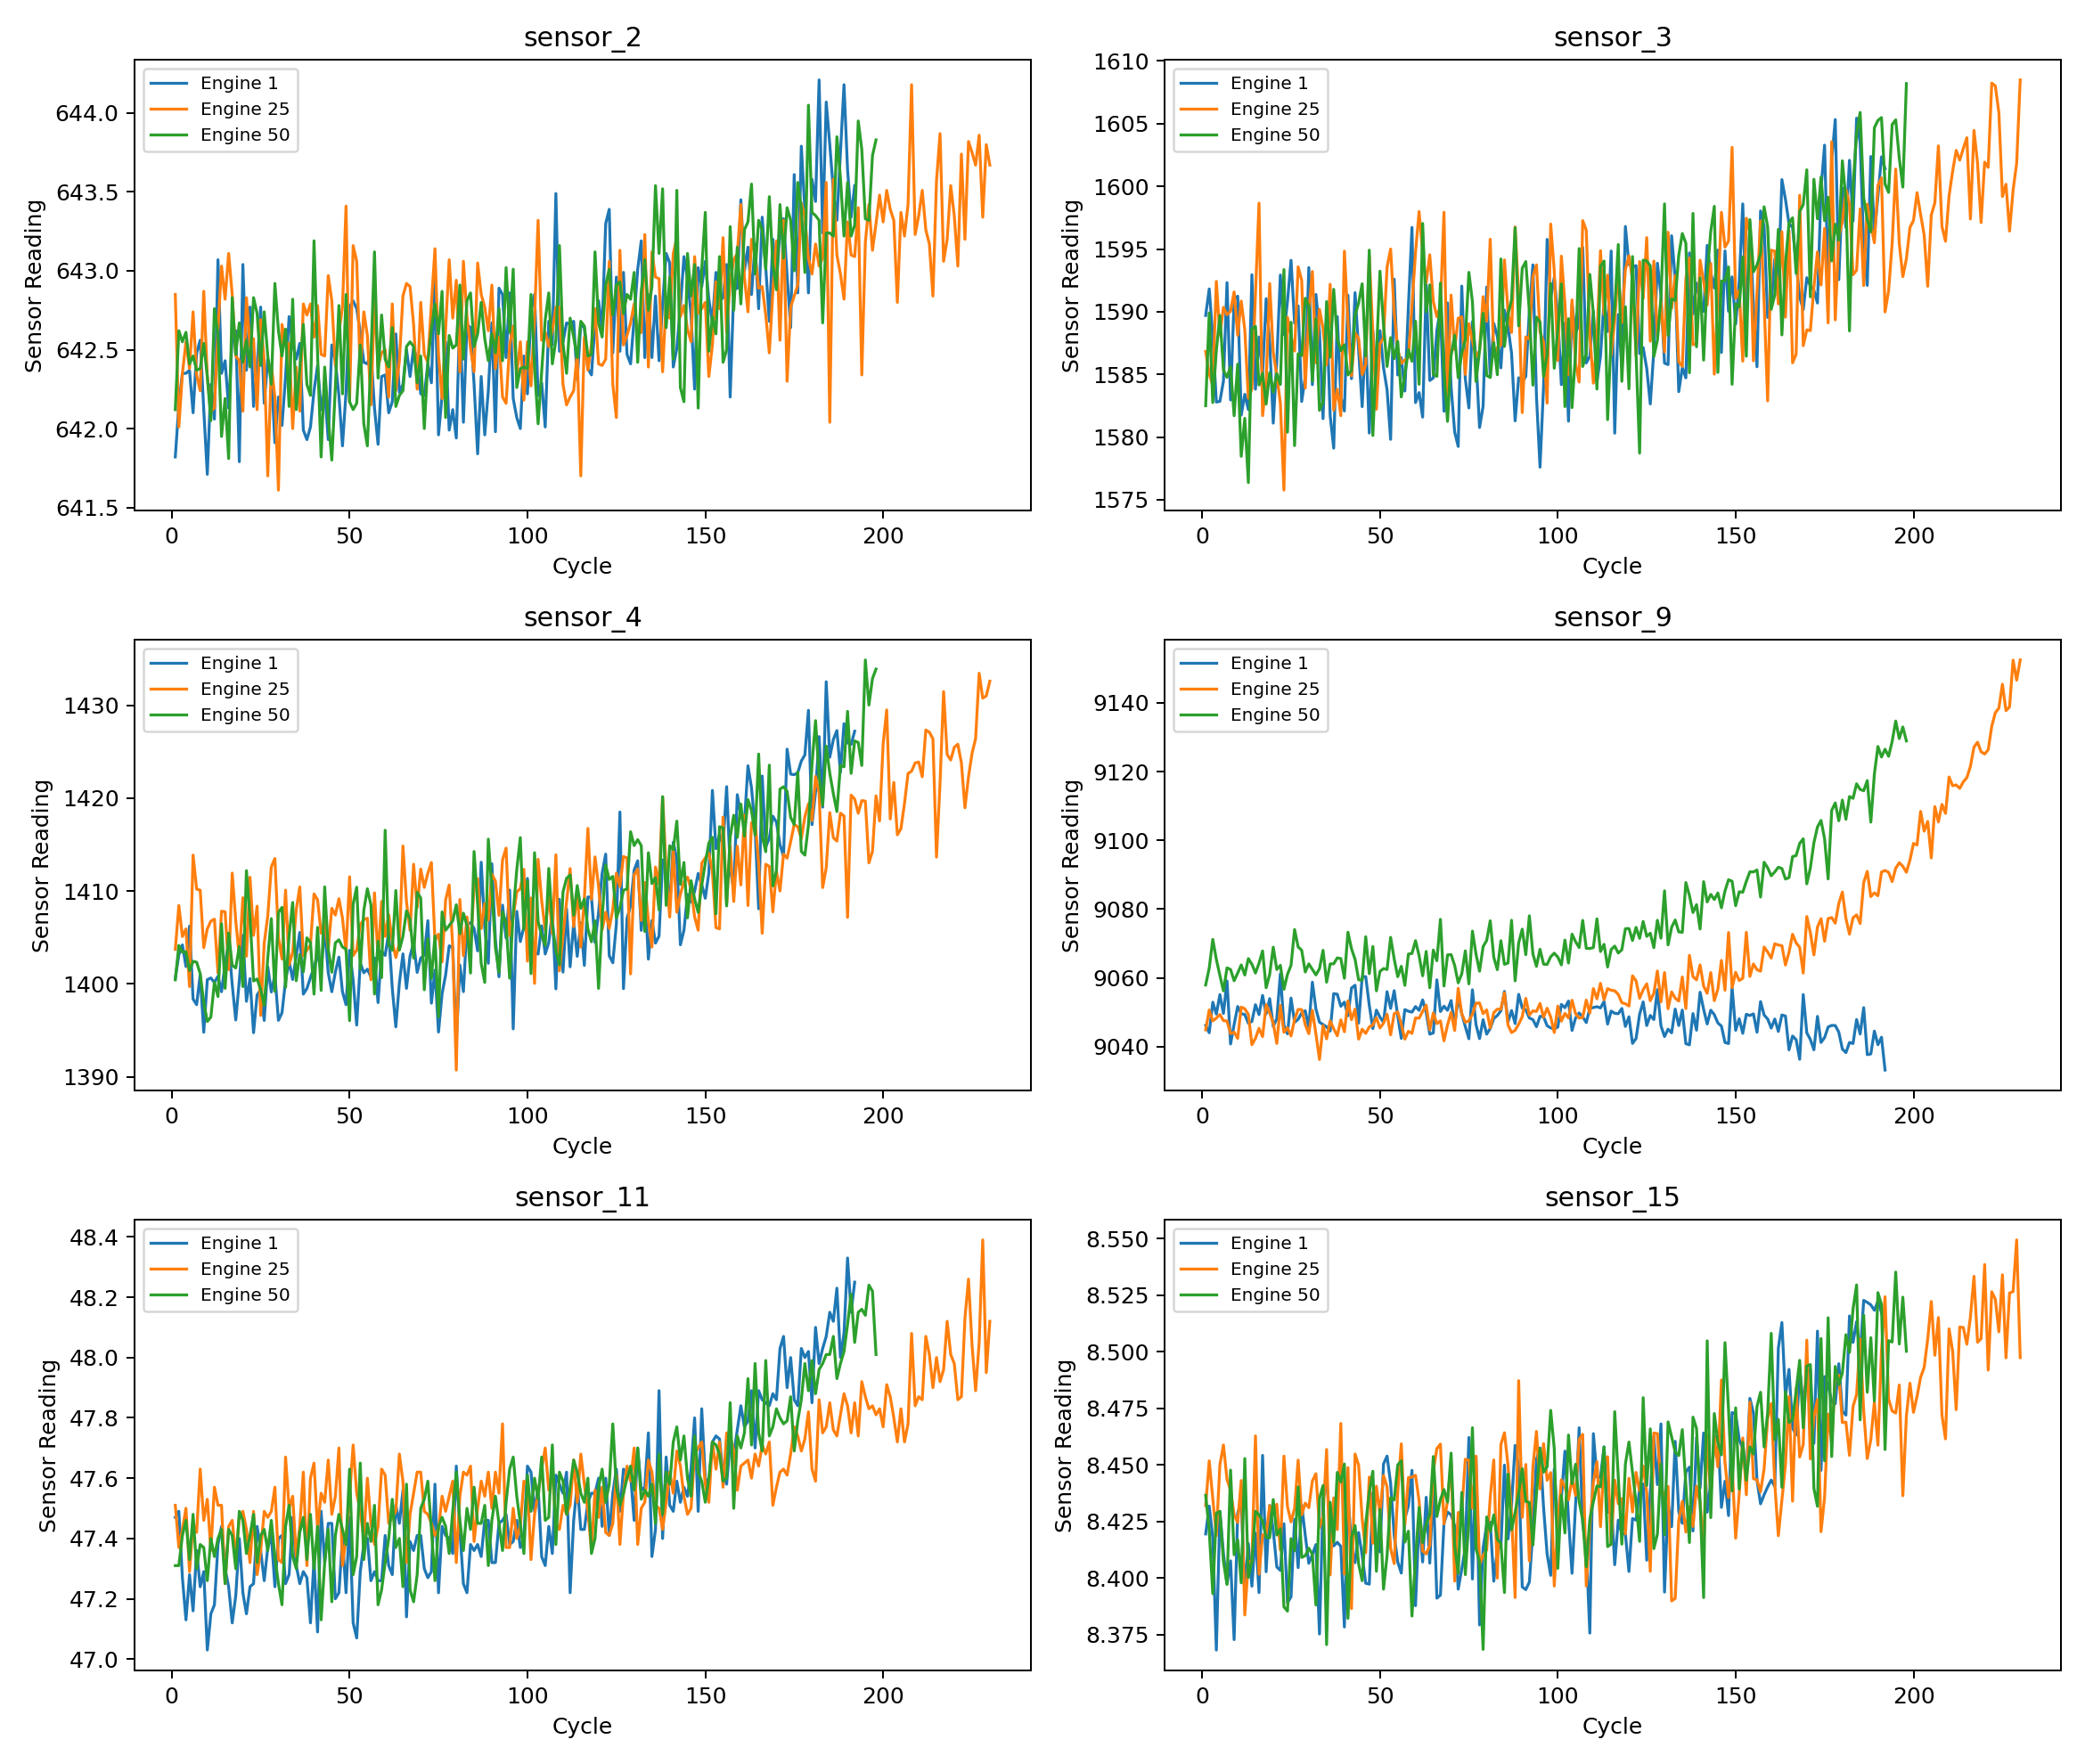 sensor_2
Sensor Reading
644.0
643.5
643.0
642.5
642.0
641.5
Engine 1
Engine 25
Engine 50
0 50 100 150 200
Cycle
sensor_3
Sensor Reading
1610
1605
1600
1595
1590
1585
1580
1575
Engine 1
Engine 25
Engine 50
0 50 100 150 200
Cycle
sensor_4
Sensor Reading
1430
1420
1410
1400
1390
Engine 1
Engine 25
Engine 50
0 50 100 150 200
Cycle
sensor_9
Sensor Reading
9140
9120
9100
9080
9060
9040
Engine 1
Engine 25
Engine 50
0 50 100 150 200
Cycle
sensor_11
Sensor Reading
48.4
48.2
48.0
47.8
47.6
47.4
47.2
47.0
Engine 1
Engine 25
Engine 50
0 50 100 150 200
Cycle
sensor_15
Sensor Reading
8.550
8.525
8.500
8.475
8.450
8.425
8.400
8.375
Engine 1
Engine 25
Engine 50
0 50 100 150 200
Cycle